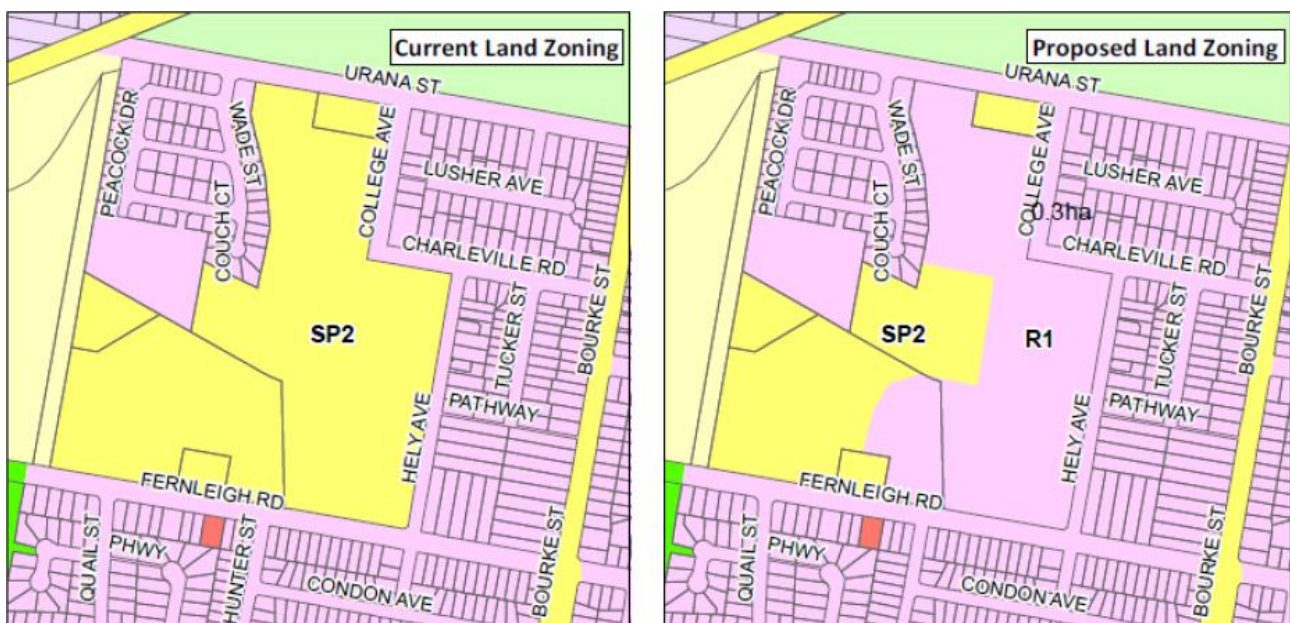 Current Land Zoning
URANA ST
PEACOCK DR
WADE ST
COLLEGE AVE
LUSHER AVE
COUCH CT
CHARLEVILLE RD
SP2
TUCKER ST
BOURKE ST
PATHWAY
HELY AVE
FERNLEIGH RD
QUAIL ST
PHWY
HUNTER ST
CONDON AVE
BOURKE ST
Proposed Land Zoning
URANA ST
PEACOCK DR
WADE ST
COLLEGE AVE
LUSHER AVE
0.3ha
COUCH CT
CHARLEVILLE RD
SP2
R1
TUCKER ST
BOURKE ST
PATHWAY
HELY AVE
FERNLEIGH RD
QUAIL ST
PHWY
CONDON AVE
BOURKE ST